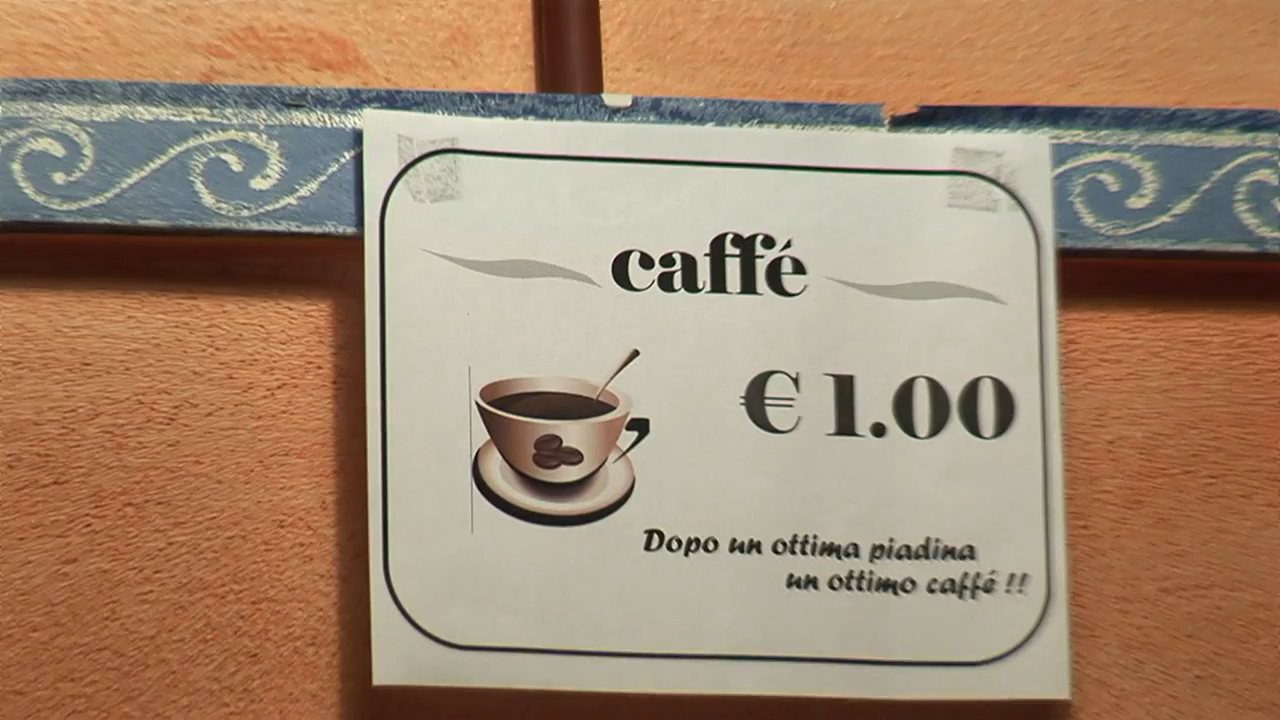 caffé
€ 1.00
Dopo un ottima piadina
un ottimo caffé !!